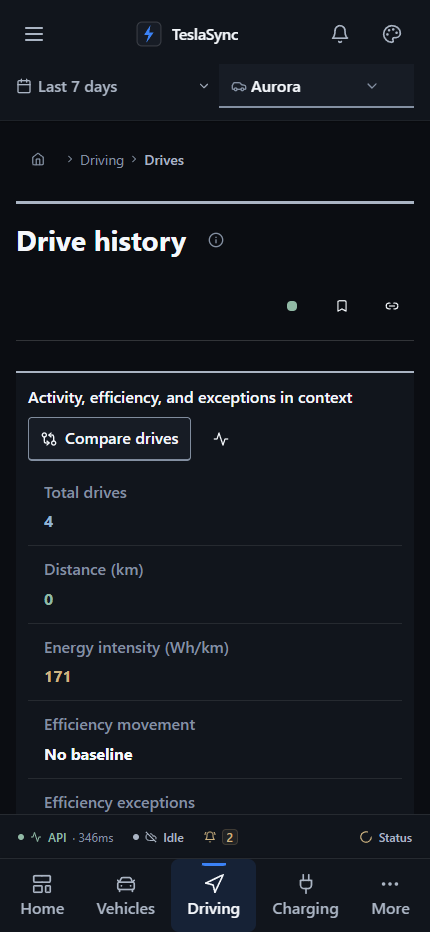 TeslaSync
Last 7 days
Aurora
Driving
Drives
Drive history
Activity, efficiency, and exceptions in context
Compare drives
Total drives
4
Distance (km)
0
Energy intensity (Wh/km)
171
Efficiency movement
No baseline
Efficiency exceptions
API · 346ms
Idle
2
Status
Home
Vehicles
Driving
Charging
More